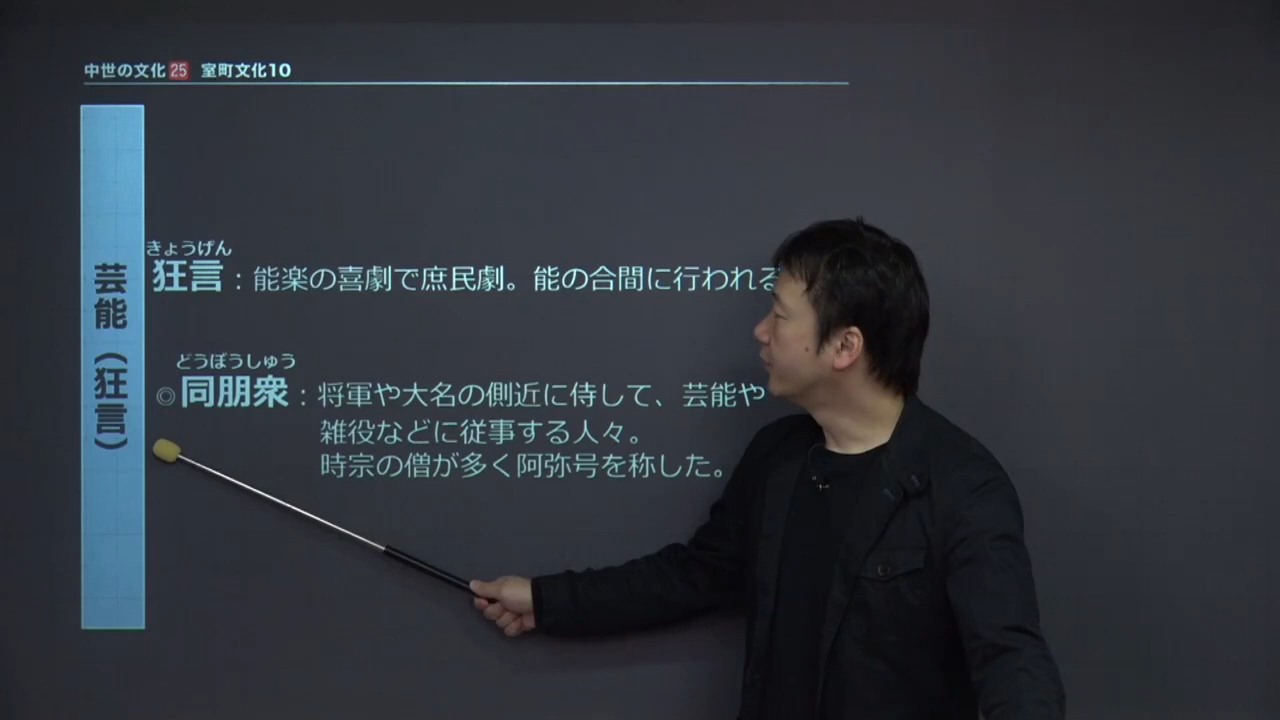 中世の文化 25 室町文化10
芸能(狂言)
きょうげん
狂言：能楽の喜劇で庶民劇。能の合間に行われる
どうぼうしゅう
◎同朋衆：将軍や大名の側近に侍して、芸能や
雑役などに従事する人々。
時宗の僧が多く阿弥号を称した。